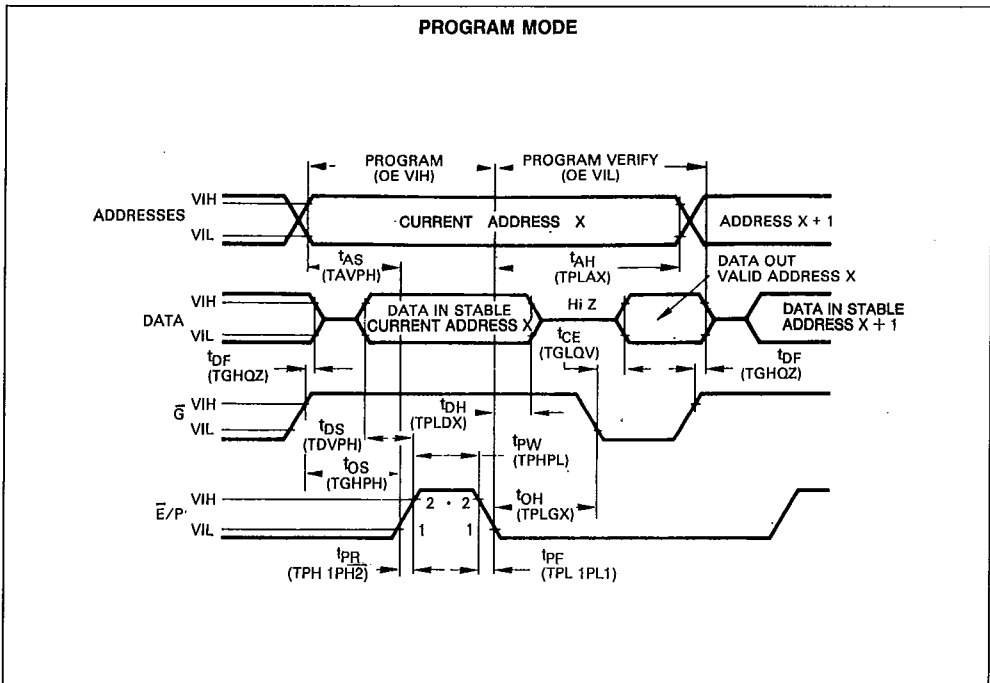 PROGRAM MODE
PROGRAM
(OE VIH)
PROGRAM VERIFY
(OE VIL)
ADDRESSES
VIH
VIL
CURRENT ADDRESS X
ADDRESS X + 1
tAS
(TAVPH)
tAH
(TPLAX)
DATA OUT
VALID ADDRESS X
DATA
VIH
VIL
DATA IN STABLE
CURRENT ADDRESS X
Hi Z
DATA IN STABLE
ADDRESS X + 1
tDF
(TGHQZ)
tCE
(TGLQV)
tDF
(TGHQZ)
G̅
VIH
VIL
tDH
(TPLDX)
tDS
(TDVPH)
tPW
(TPHPL)
tOS
(TGHPH)
tOH
(TPLGX)
E̅/P
VIH
VIL
2 · 2
1 1
tPR
(TPH 1PH2)
tPF
(TPL 1PL1)